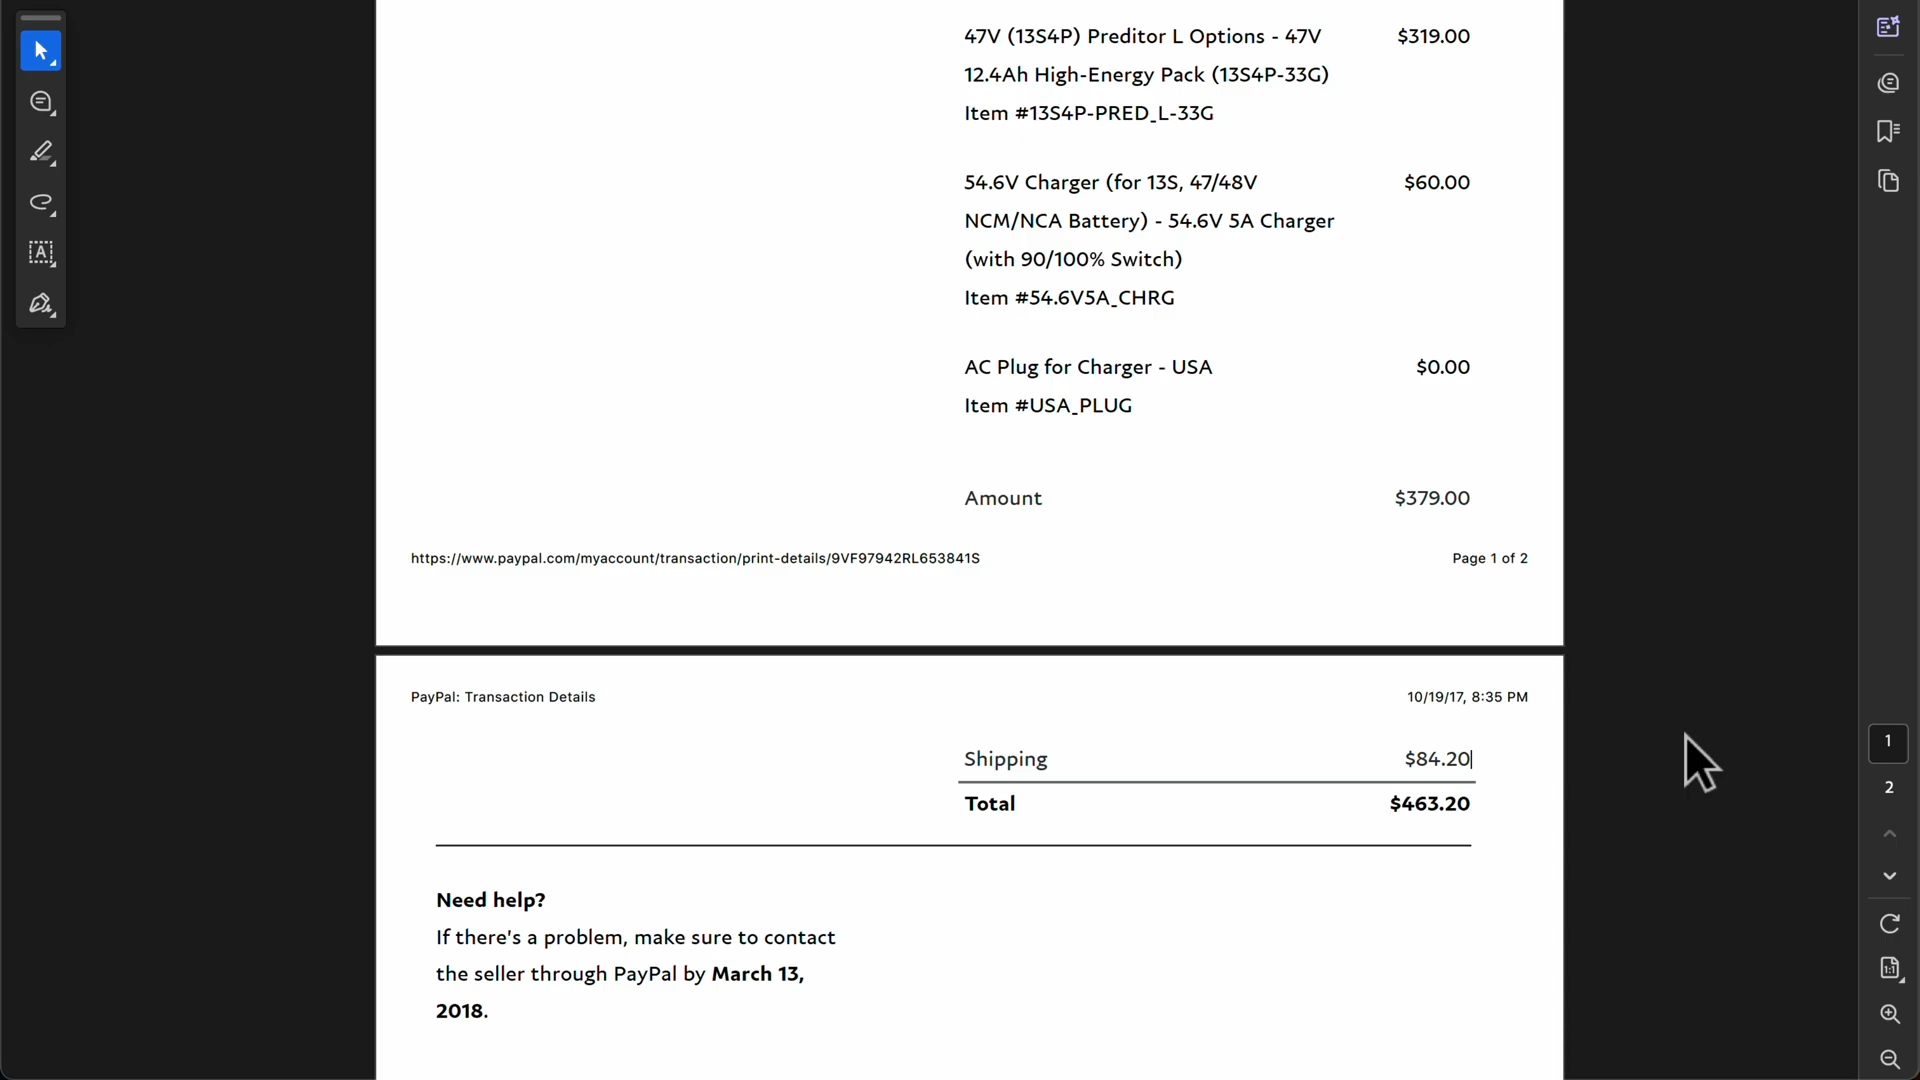 47V (13S4P) Preditor L Options - 47V $319.00
12.4Ah High-Energy Pack (13S4P-33G)
Item #13S4P-PRED_L-33G
54.6V Charger (for 13S, 47/48V $60.00
NCM/NCA Battery) - 54.6V 5A Charger
(with 90/100% Switch)
Item #54.6V5A_CHRG
AC Plug for Charger - USA $0.00
Item #USA_PLUG
Amount $379.00
https://www.paypal.com/myaccount/transaction/print-details/9VF97942RL653841S Page 1 of 2
PayPal: Transaction Details 10/19/17, 8:35 PM
Shipping $84.20
Total $463.20
Need help?
If there's a problem, make sure to contact
the seller through PayPal by March 13,
2018.
1
2